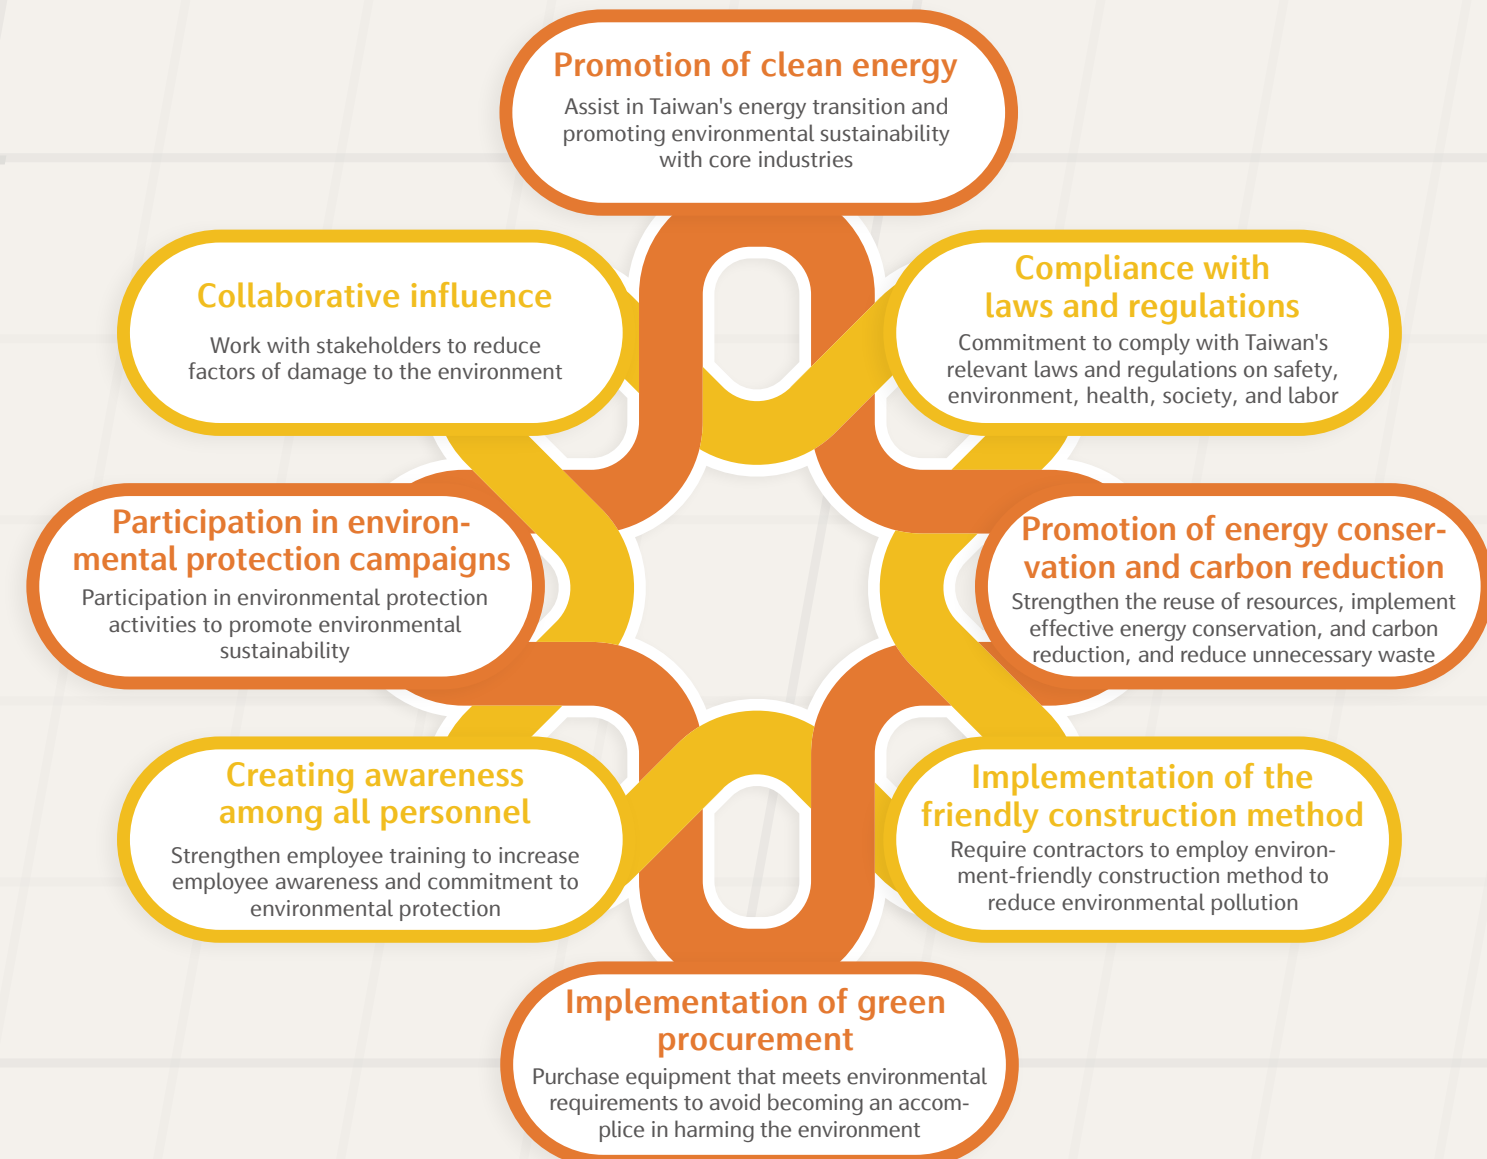 Promotion of clean energy
Assist in Taiwan's energy transition and
promoting environmental sustainability
with core industries
Collaborative influence
Work with stakeholders to reduce
factors of damage to the environment
Compliance with
laws and regulations
Commitment to comply with Taiwan's
relevant laws and regulations on safety,
environment, health, society, and labor
Participation in environ-
mental protection campaigns
Participation in environmental protection
activities to promote environmental
sustainability
Promotion of energy conser-
vation and carbon reduction
Strengthen the reuse of resources, implement
effective energy conservation, and carbon
reduction, and reduce unnecessary waste
Creating awareness
among all personnel
Strengthen employee training to increase
employee awareness and commitment to
environmental protection
Implementation of the
friendly construction method
Require contractors to employ environ-
ment-friendly construction method to
reduce environmental pollution
Implementation of green
procurement
Purchase equipment that meets environmental
requirements to avoid becoming an accom-
plice in harming the environment